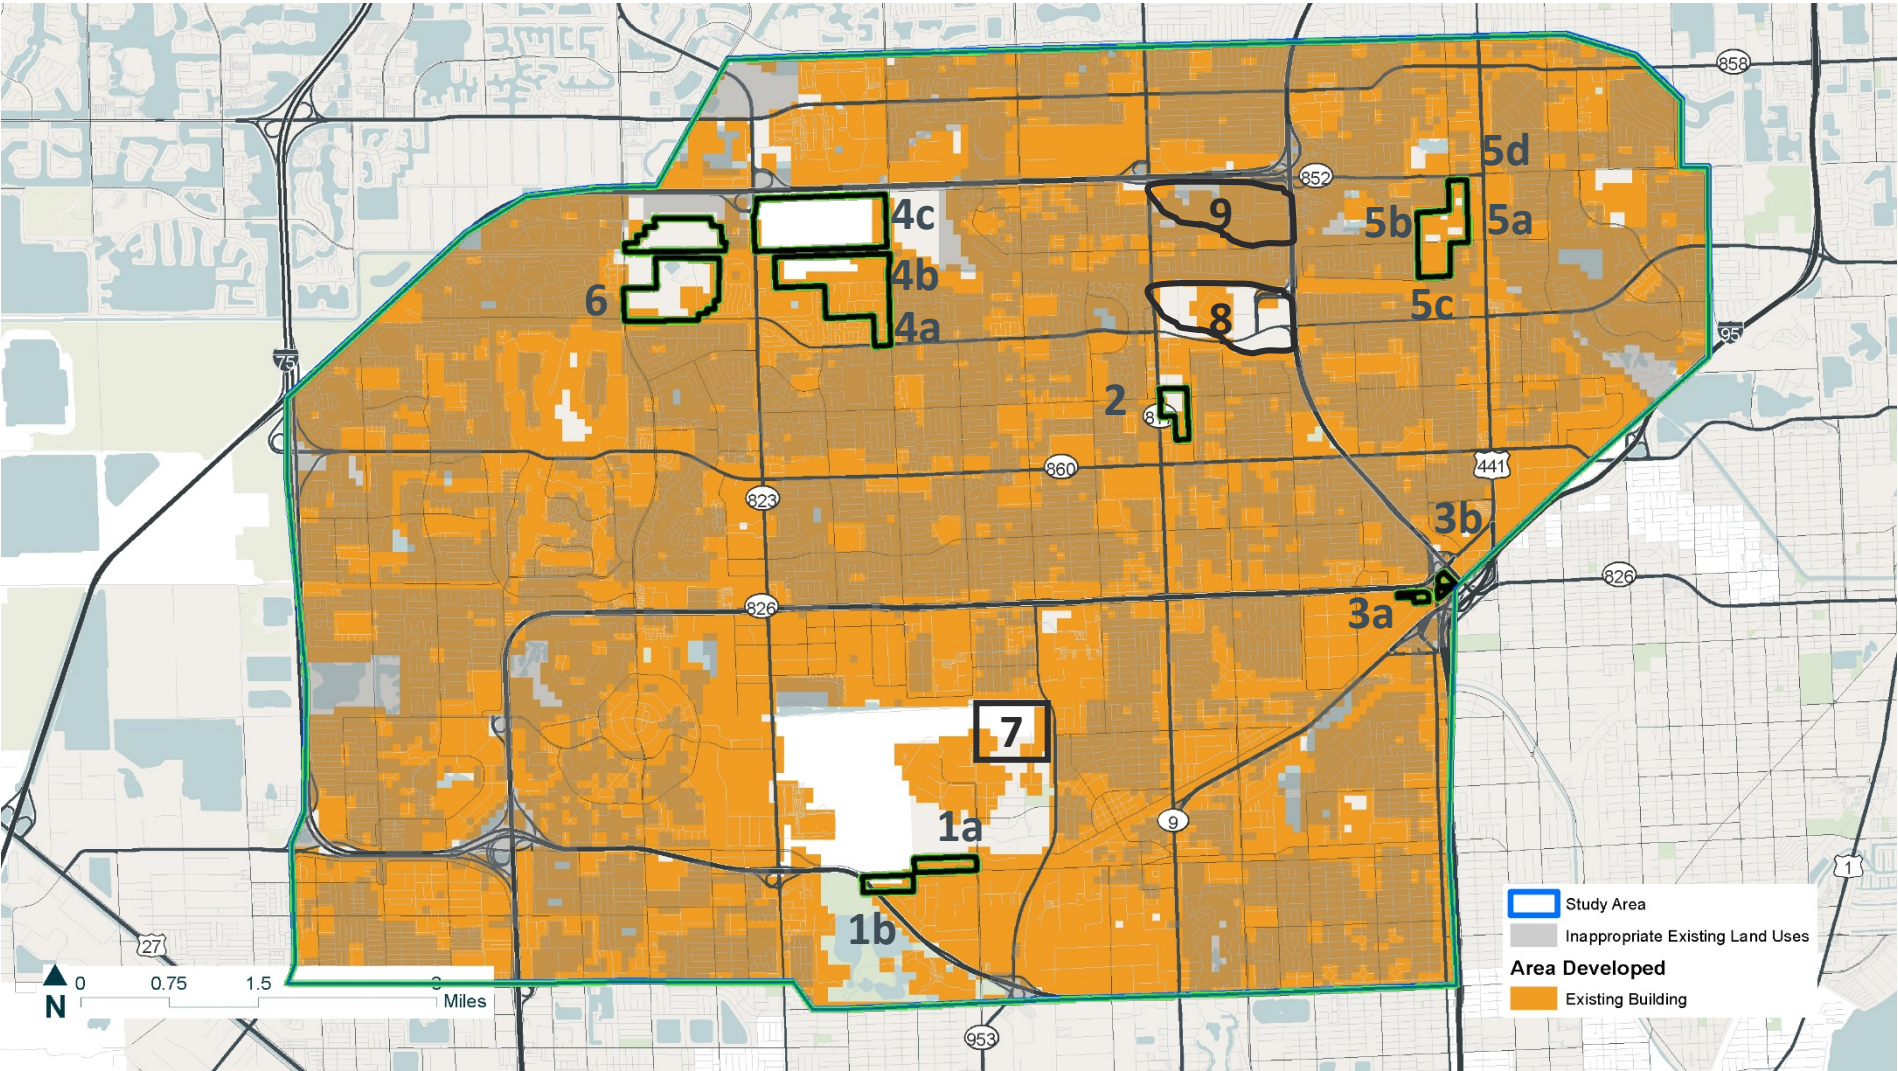 858
5d
852
4c
9
5b
5a
4b
6
5c
8
4a
95
75
2
860
441
823
3b
826
826
3a
7
1a
9
1
1b
27
953
N
0 0.75 1.5 3
Miles
Study Area
Inappropriate Existing Land Uses
Area Developed
Existing Building